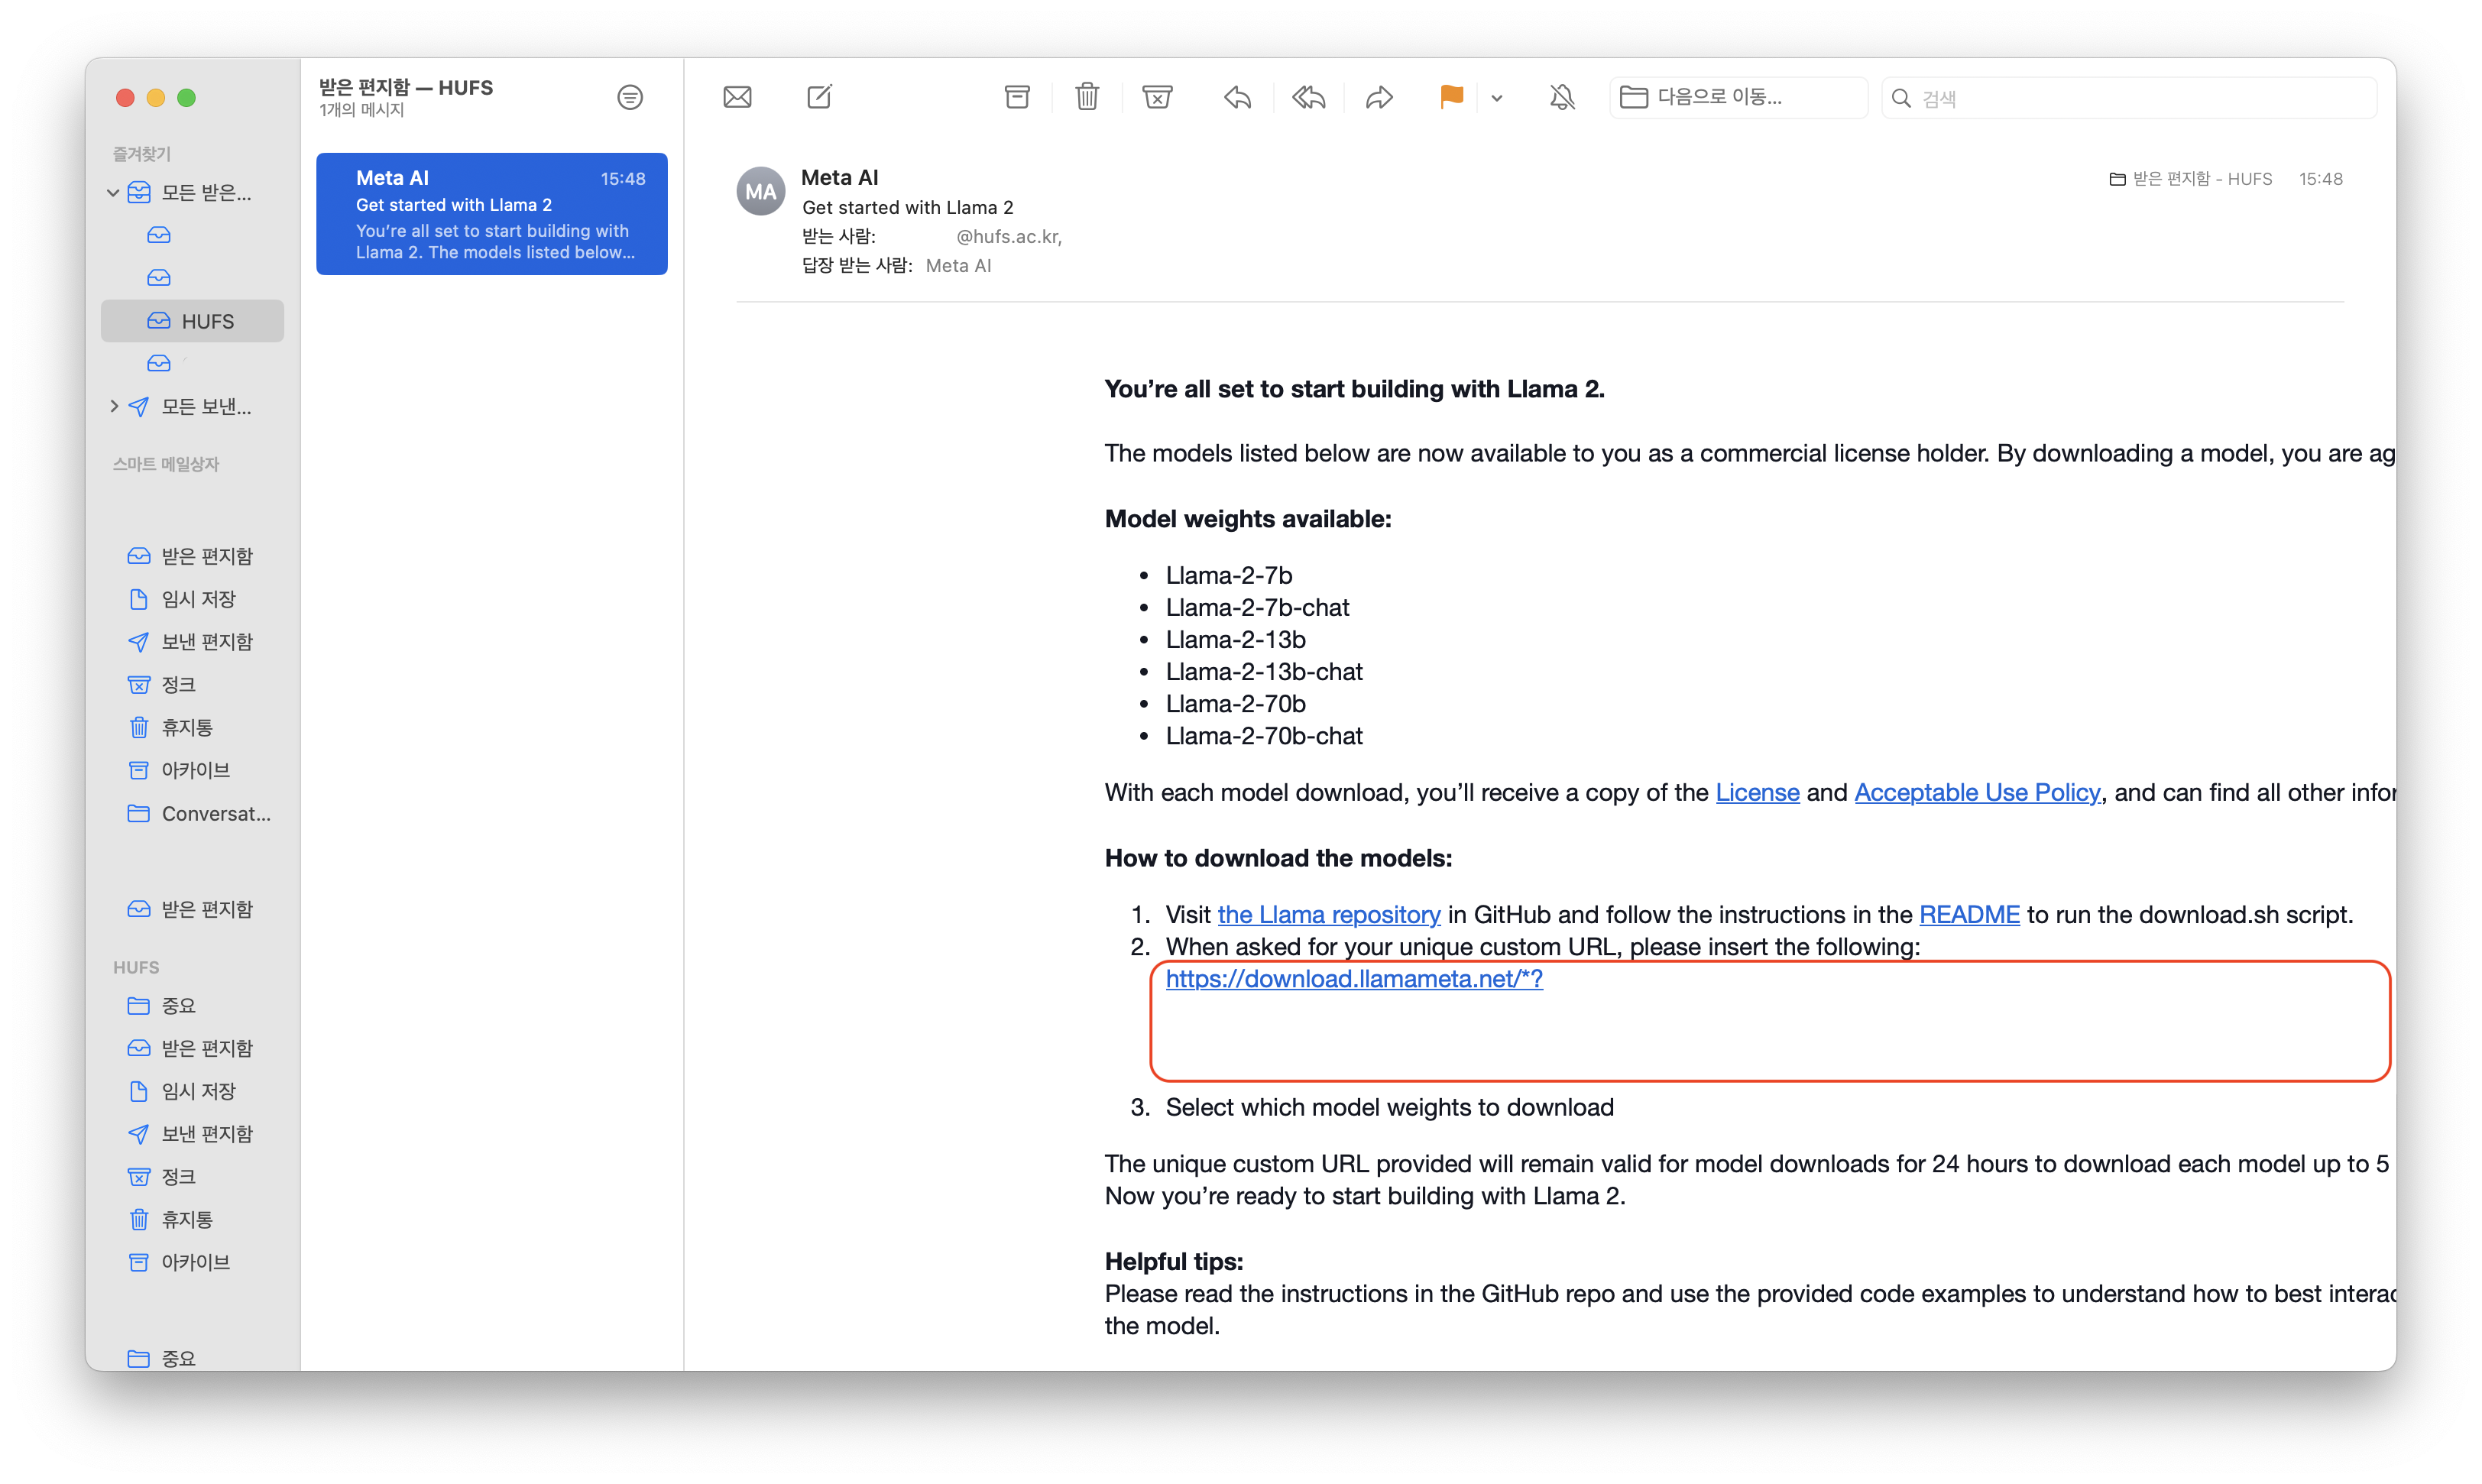 받은 편지함 — HUFS
1개의 메시지
다음으로 이동...
검색
즐겨찾기
모든 받은...
HUFS
모든 보낸...
스마트 메일상자
받은 편지함
임시 저장
보낸 편지함
정크
휴지통
아카이브
Conversat...
받은 편지함
HUFS
중요
받은 편지함
임시 저장
보낸 편지함
정크
휴지통
아카이브
중요
Meta AI 15:48
Get started with Llama 2
You're all set to start building with
Llama 2. The models listed below...
MA
Meta AI
받은 편지함 - HUFS 15:48
Get started with Llama 2
받는 사람: @hufs.ac.kr,
답장 받는 사람: Meta AI
You're all set to start building with Llama 2.
The models listed below are now available to you as a commercial license holder. By downloading a model, you are ag
Model weights available:
• Llama-2-7b
• Llama-2-7b-chat
• Llama-2-13b
• Llama-2-13b-chat
• Llama-2-70b
• Llama-2-70b-chat
With each model download, you'll receive a copy of the License and Acceptable Use Policy, and can find all other infor
How to download the models:
1. Visit the Llama repository in GitHub and follow the instructions in the README to run the download.sh script.
2. When asked for your unique custom URL, please insert the following:
https://download.llamameta.net/*?
3. Select which model weights to download
The unique custom URL provided will remain valid for model downloads for 24 hours to download each model up to 5
Now you're ready to start building with Llama 2.
Helpful tips:
Please read the instructions in the GitHub repo and use the provided code examples to understand how to best interac
the model.